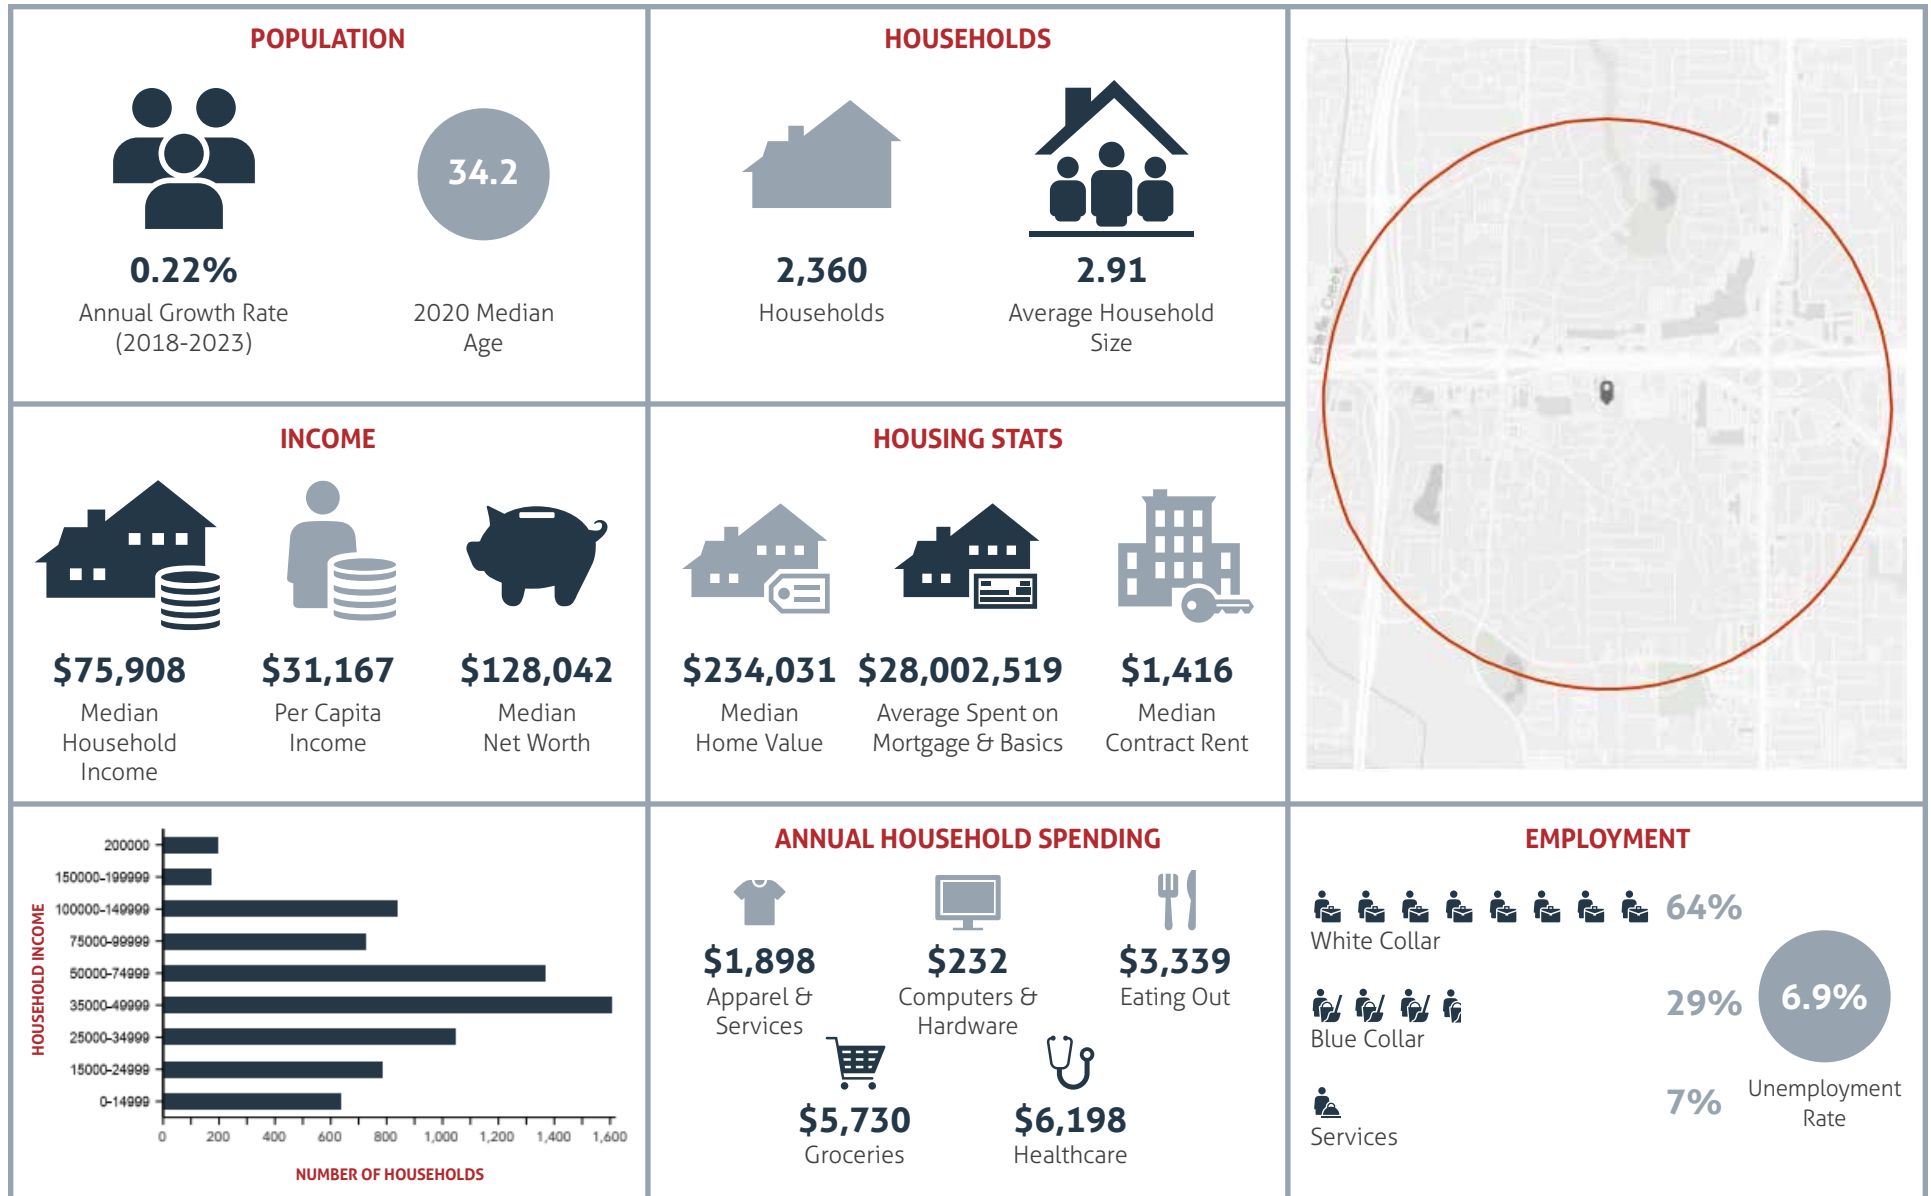 POPULATION
34.2
0.22%
Annual Growth Rate
(2018-2023)
2020 Median
Age
HOUSEHOLDS
2,360
Households
2.91
Average Household
Size
Estelle Creek
INCOME
$75,908
Median
Household
Income
$31,167
Per Capita
Income
$128,042
Median
Net Worth
HOUSING STATS
$234,031
Median
Home Value
$28,002,519
Average Spent on
Mortgage & Basics
$1,416
Median
Contract Rent
HOUSEHOLD INCOME
200000
150000-199999
100000-149999
75000-99999
50000-74999
35000-49999
25000-34999
15000-24999
0-14999
0 200 400 600 800 1,000 1,200 1,400 1,600
NUMBER OF HOUSEHOLDS
ANNUAL HOUSEHOLD SPENDING
$1,898
Apparel &
Services
$232
Computers &
Hardware
$3,339
Eating Out
$5,730
Groceries
$6,198
Healthcare
EMPLOYMENT
64%
White Collar
29%
Blue Collar
7%
Services
6.9%
Unemployment
Rate